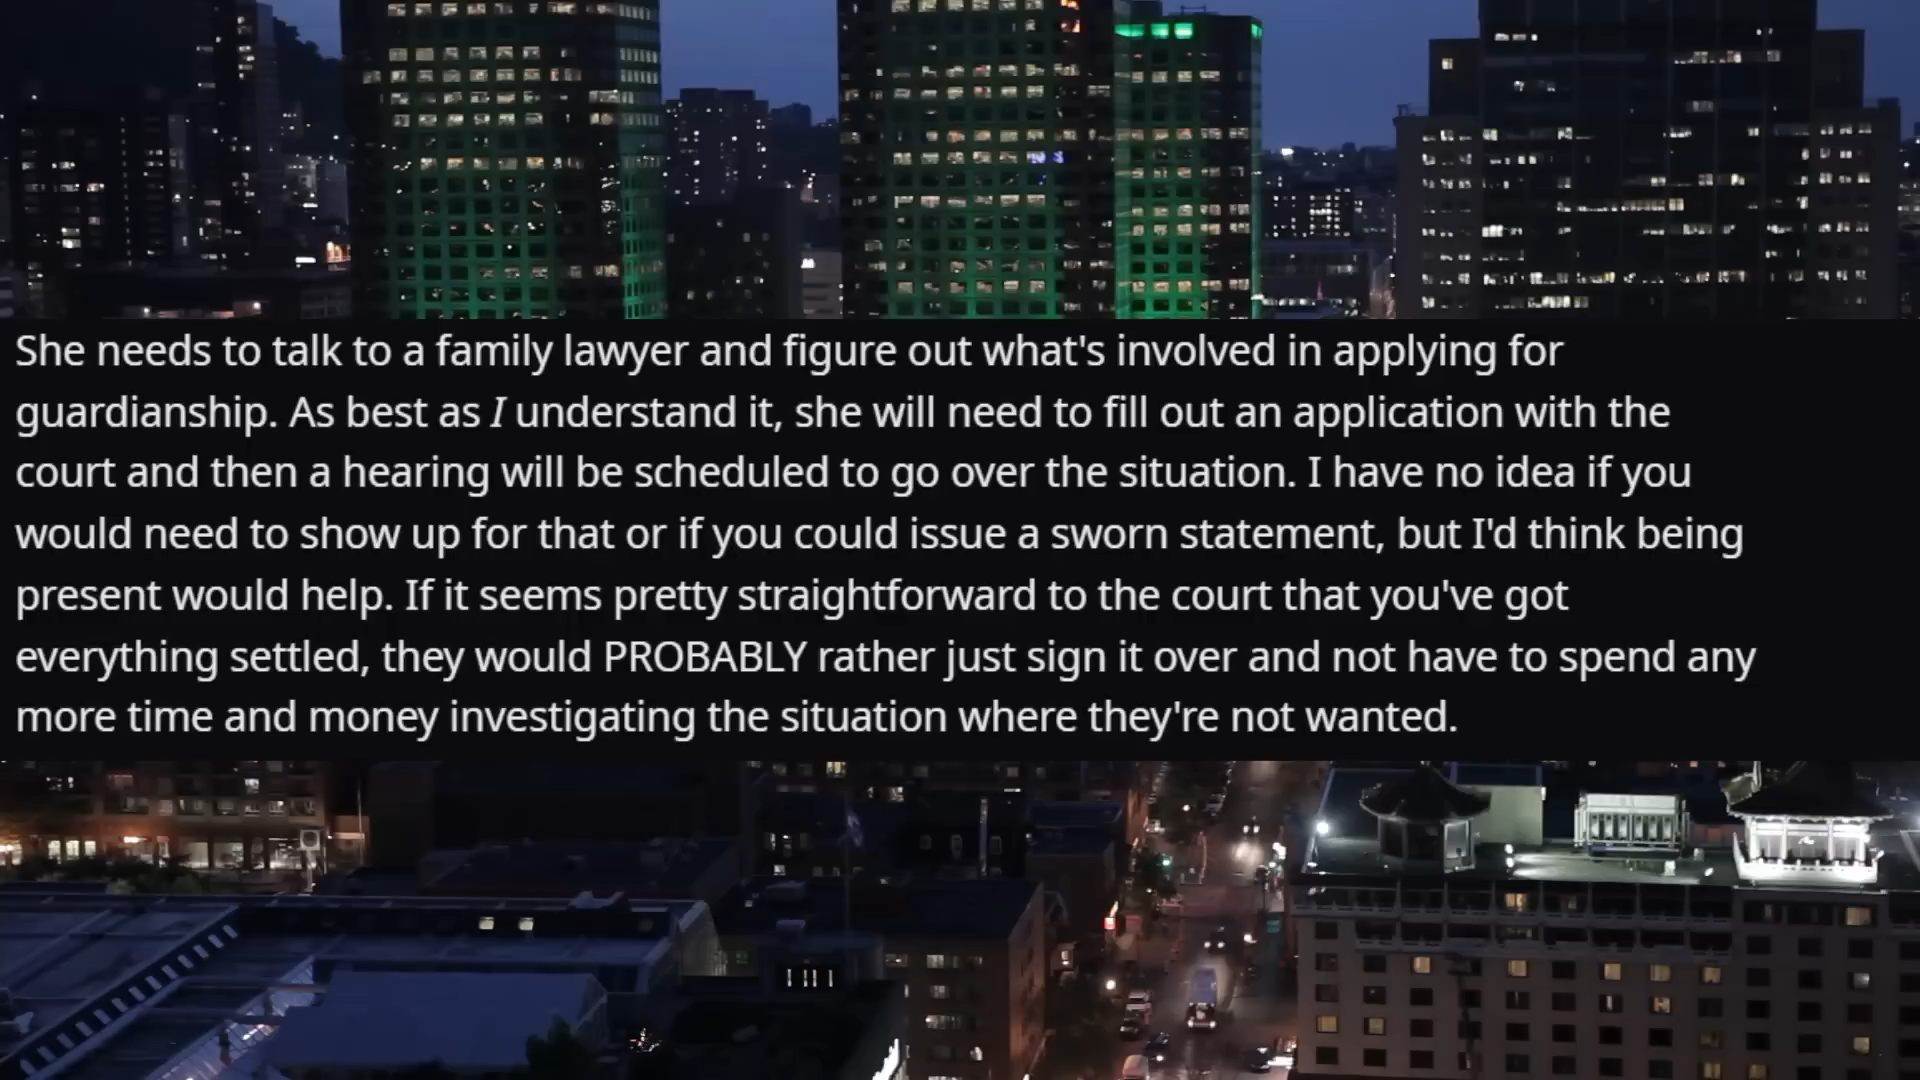 She needs to talk to a family lawyer and figure out what's involved in applying for
guardianship. As best as I understand it, she will need to fill out an application with the
court and then a hearing will be scheduled to go over the situation. I have no idea if you
would need to show up for that or if you could issue a sworn statement, but I'd think being
present would help. If it seems pretty straightforward to the court that you've got
everything settled, they would PROBABLY rather just sign it over and not have to spend any
more time and money investigating the situation where they're not wanted.